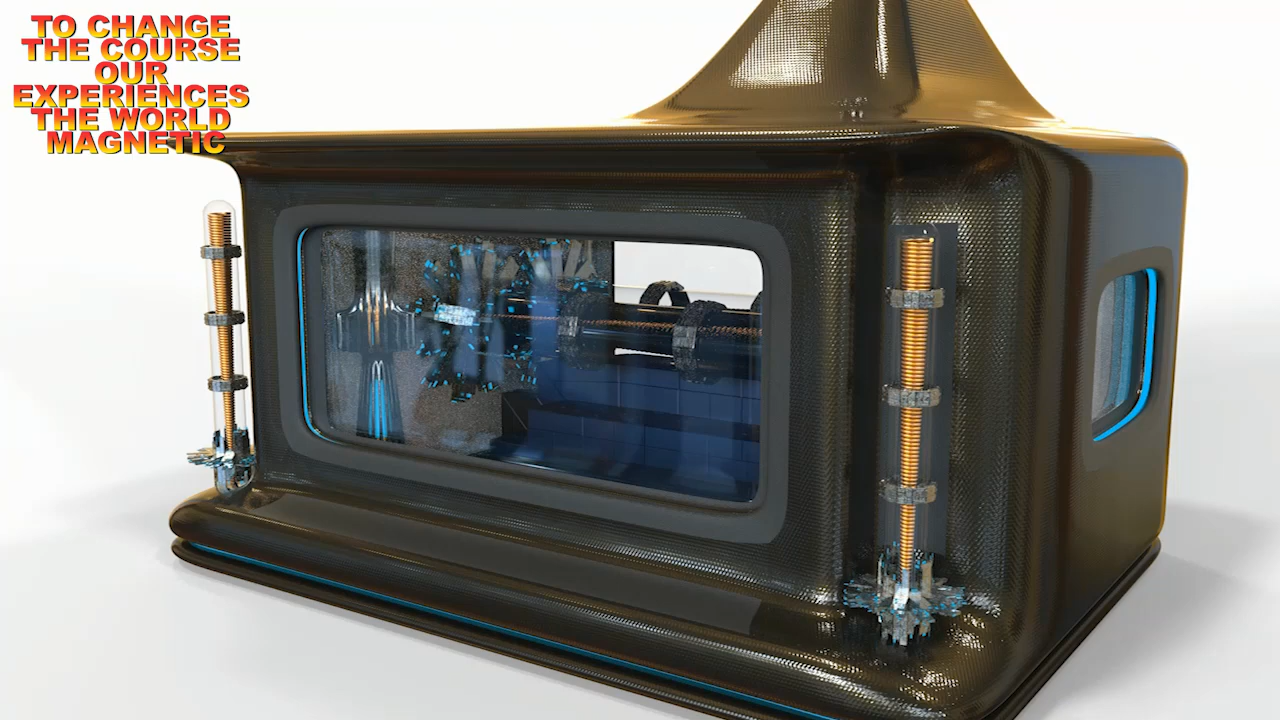 TO CHANGE
THE COURSE
OUR
EXPERIENCES
THE WORLD
MAGNETIC